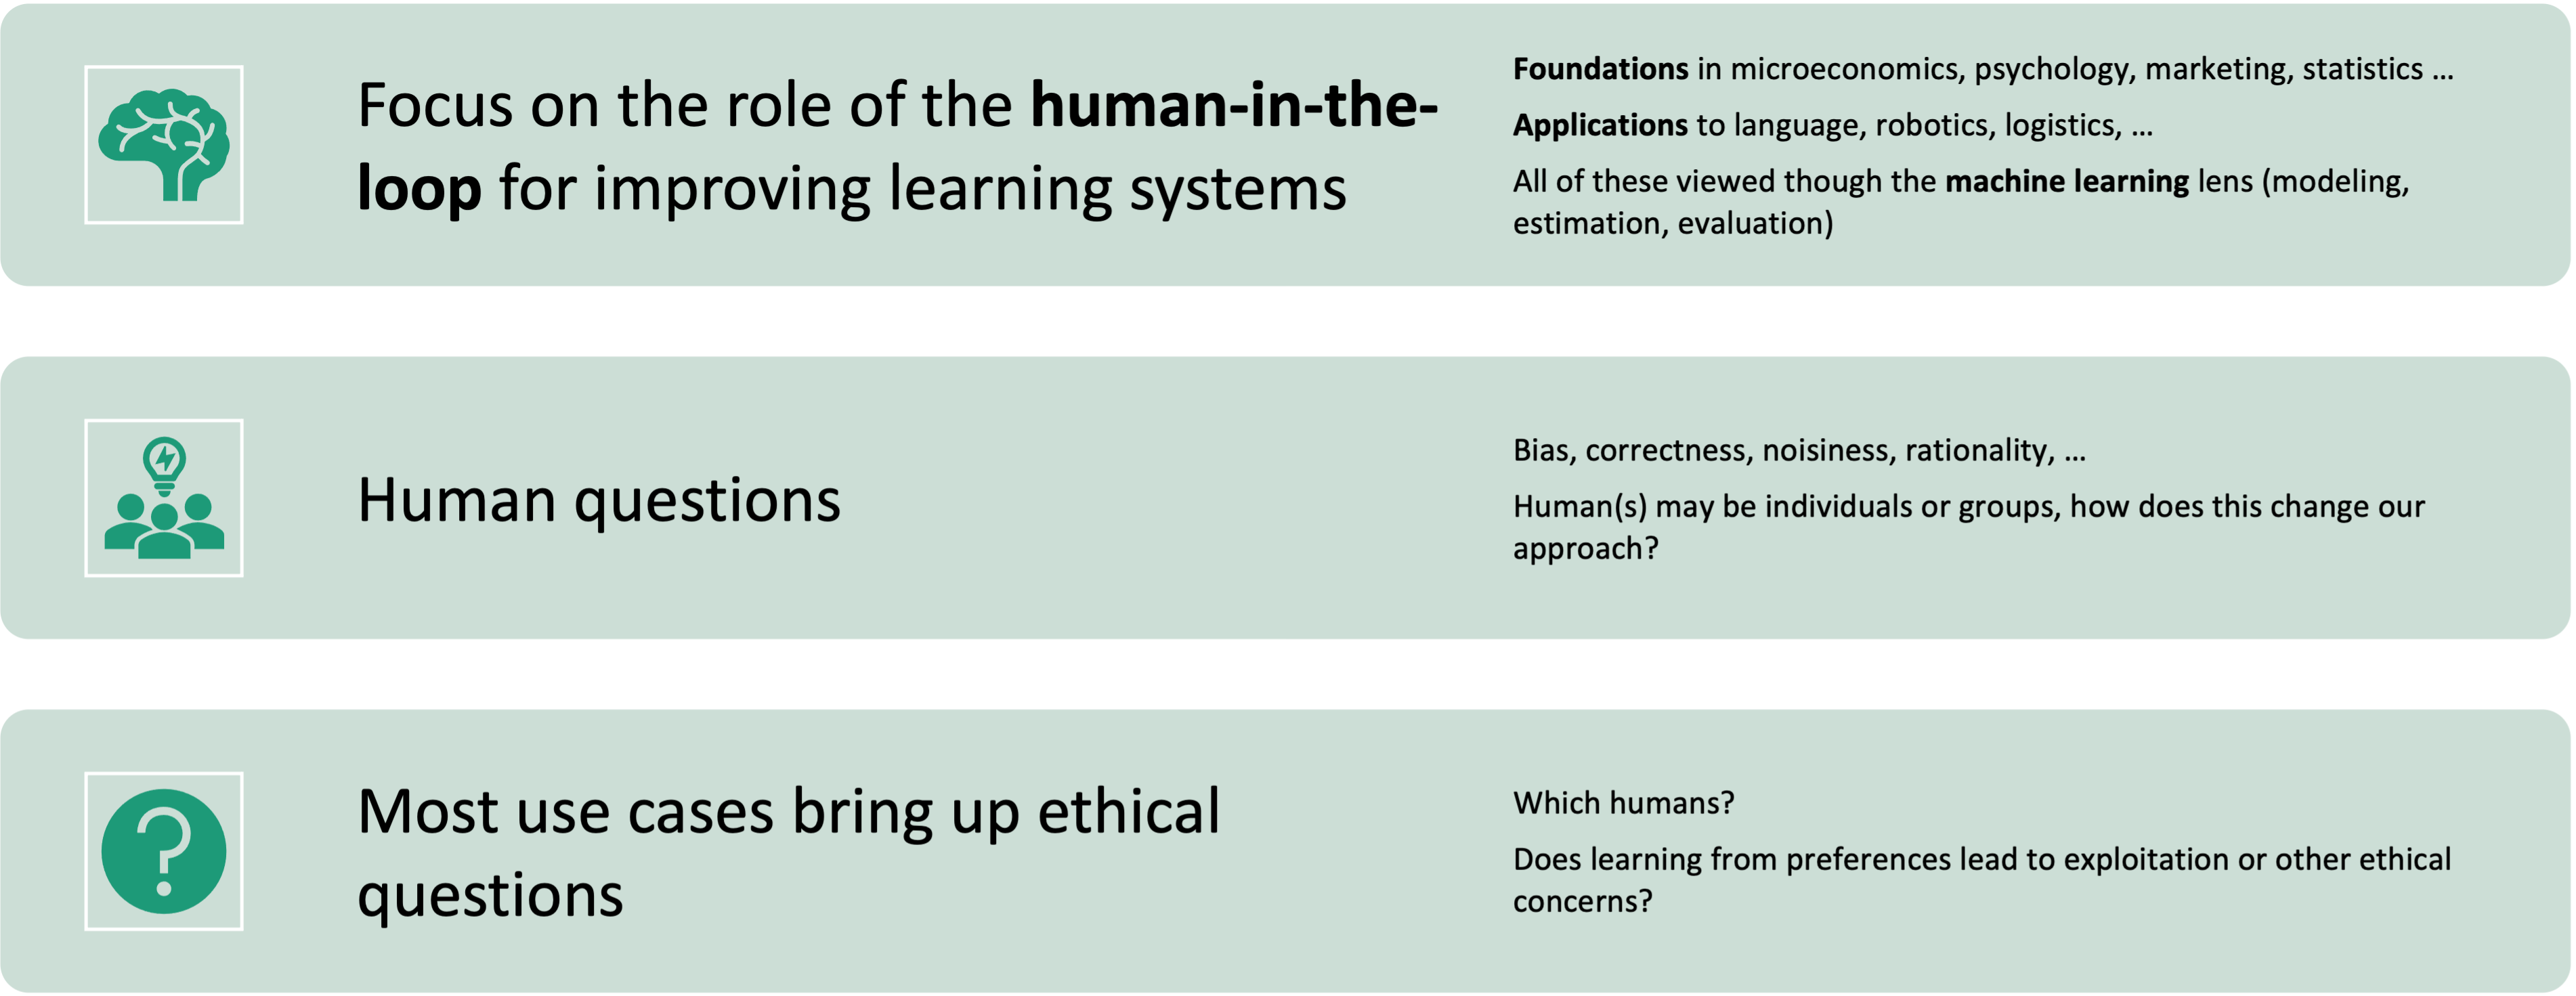 Focus on the role of the human-in-the-
loop for improving learning systems
Foundations in microeconomics, psychology, marketing, statistics ...
Applications to language, robotics, logistics, ...
All of these viewed though the machine learning lens (modeling,
estimation, evaluation)
Human questions
Bias, correctness, noisiness, rationality, ...
Human(s) may be individuals or groups, how does this change our
approach?
Most use cases bring up ethical
questions
Which humans?
Does learning from preferences lead to exploitation or other ethical
concerns?